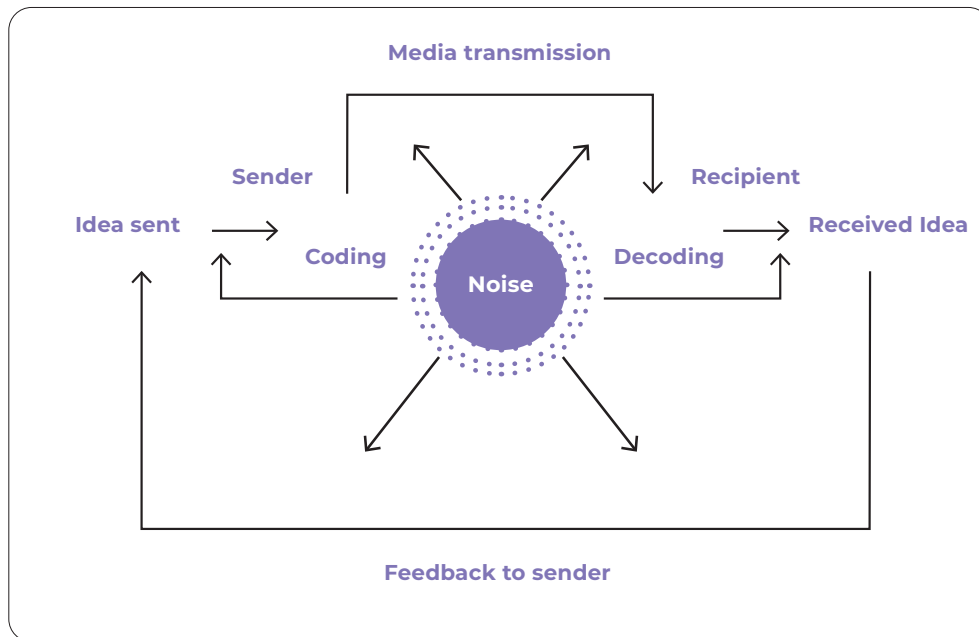 Media transmission
Sender
Recipient
Idea sent
Received Idea
Coding
Decoding
Noise
Feedback to sender